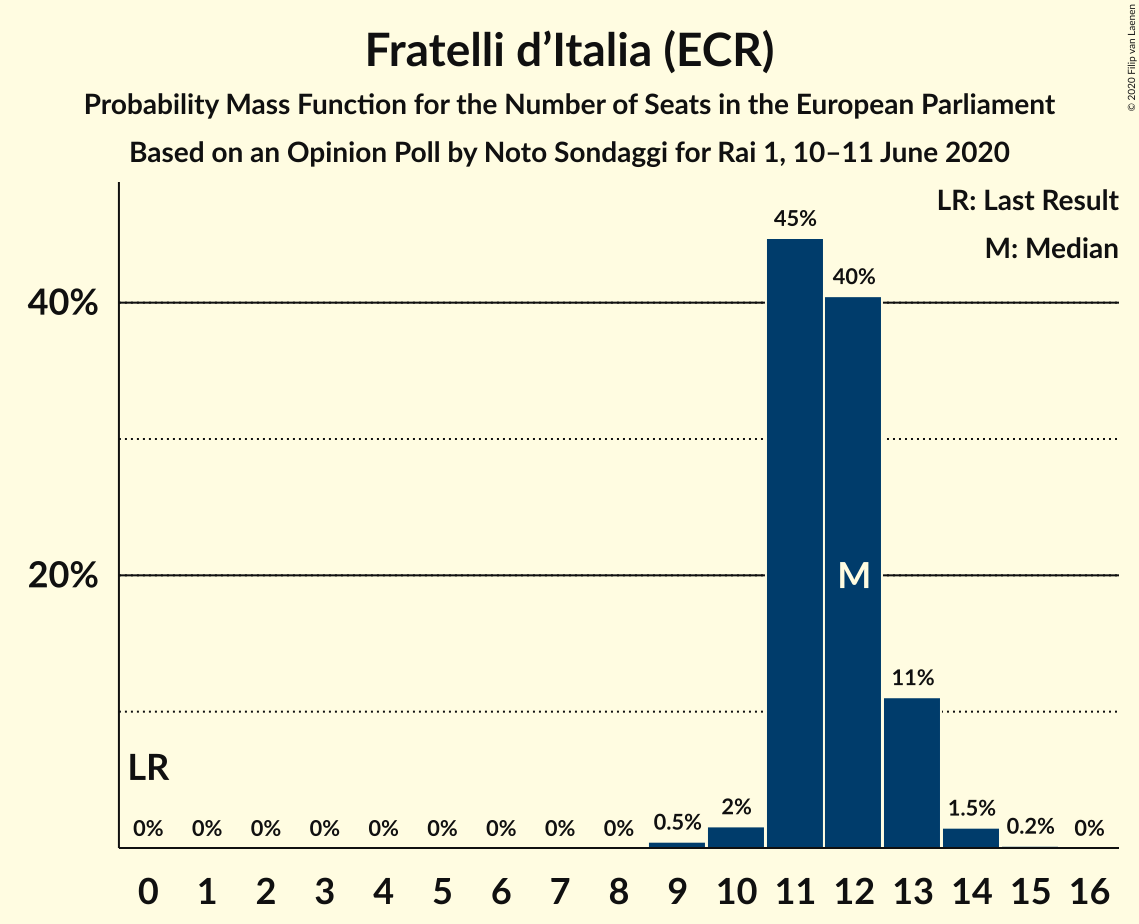 Fratelli d’Italia (ECR)
Probability Mass Function for the Number of Seats in the European Parliament
Based on an Opinion Poll by Noto Sondaggi for Rai 1, 10–11 June 2020
© 2020 Filip van Laenen
LR: Last Result
M: Median
45%
40%
40%
20%
M
11%
LR
0% 0% 0% 0% 0% 0% 0% 0% 0% 0.5% 2% 1.5% 0.2% 0%
0 1 2 3 4 5 6 7 8 9 10 11 12 13 14 15 16